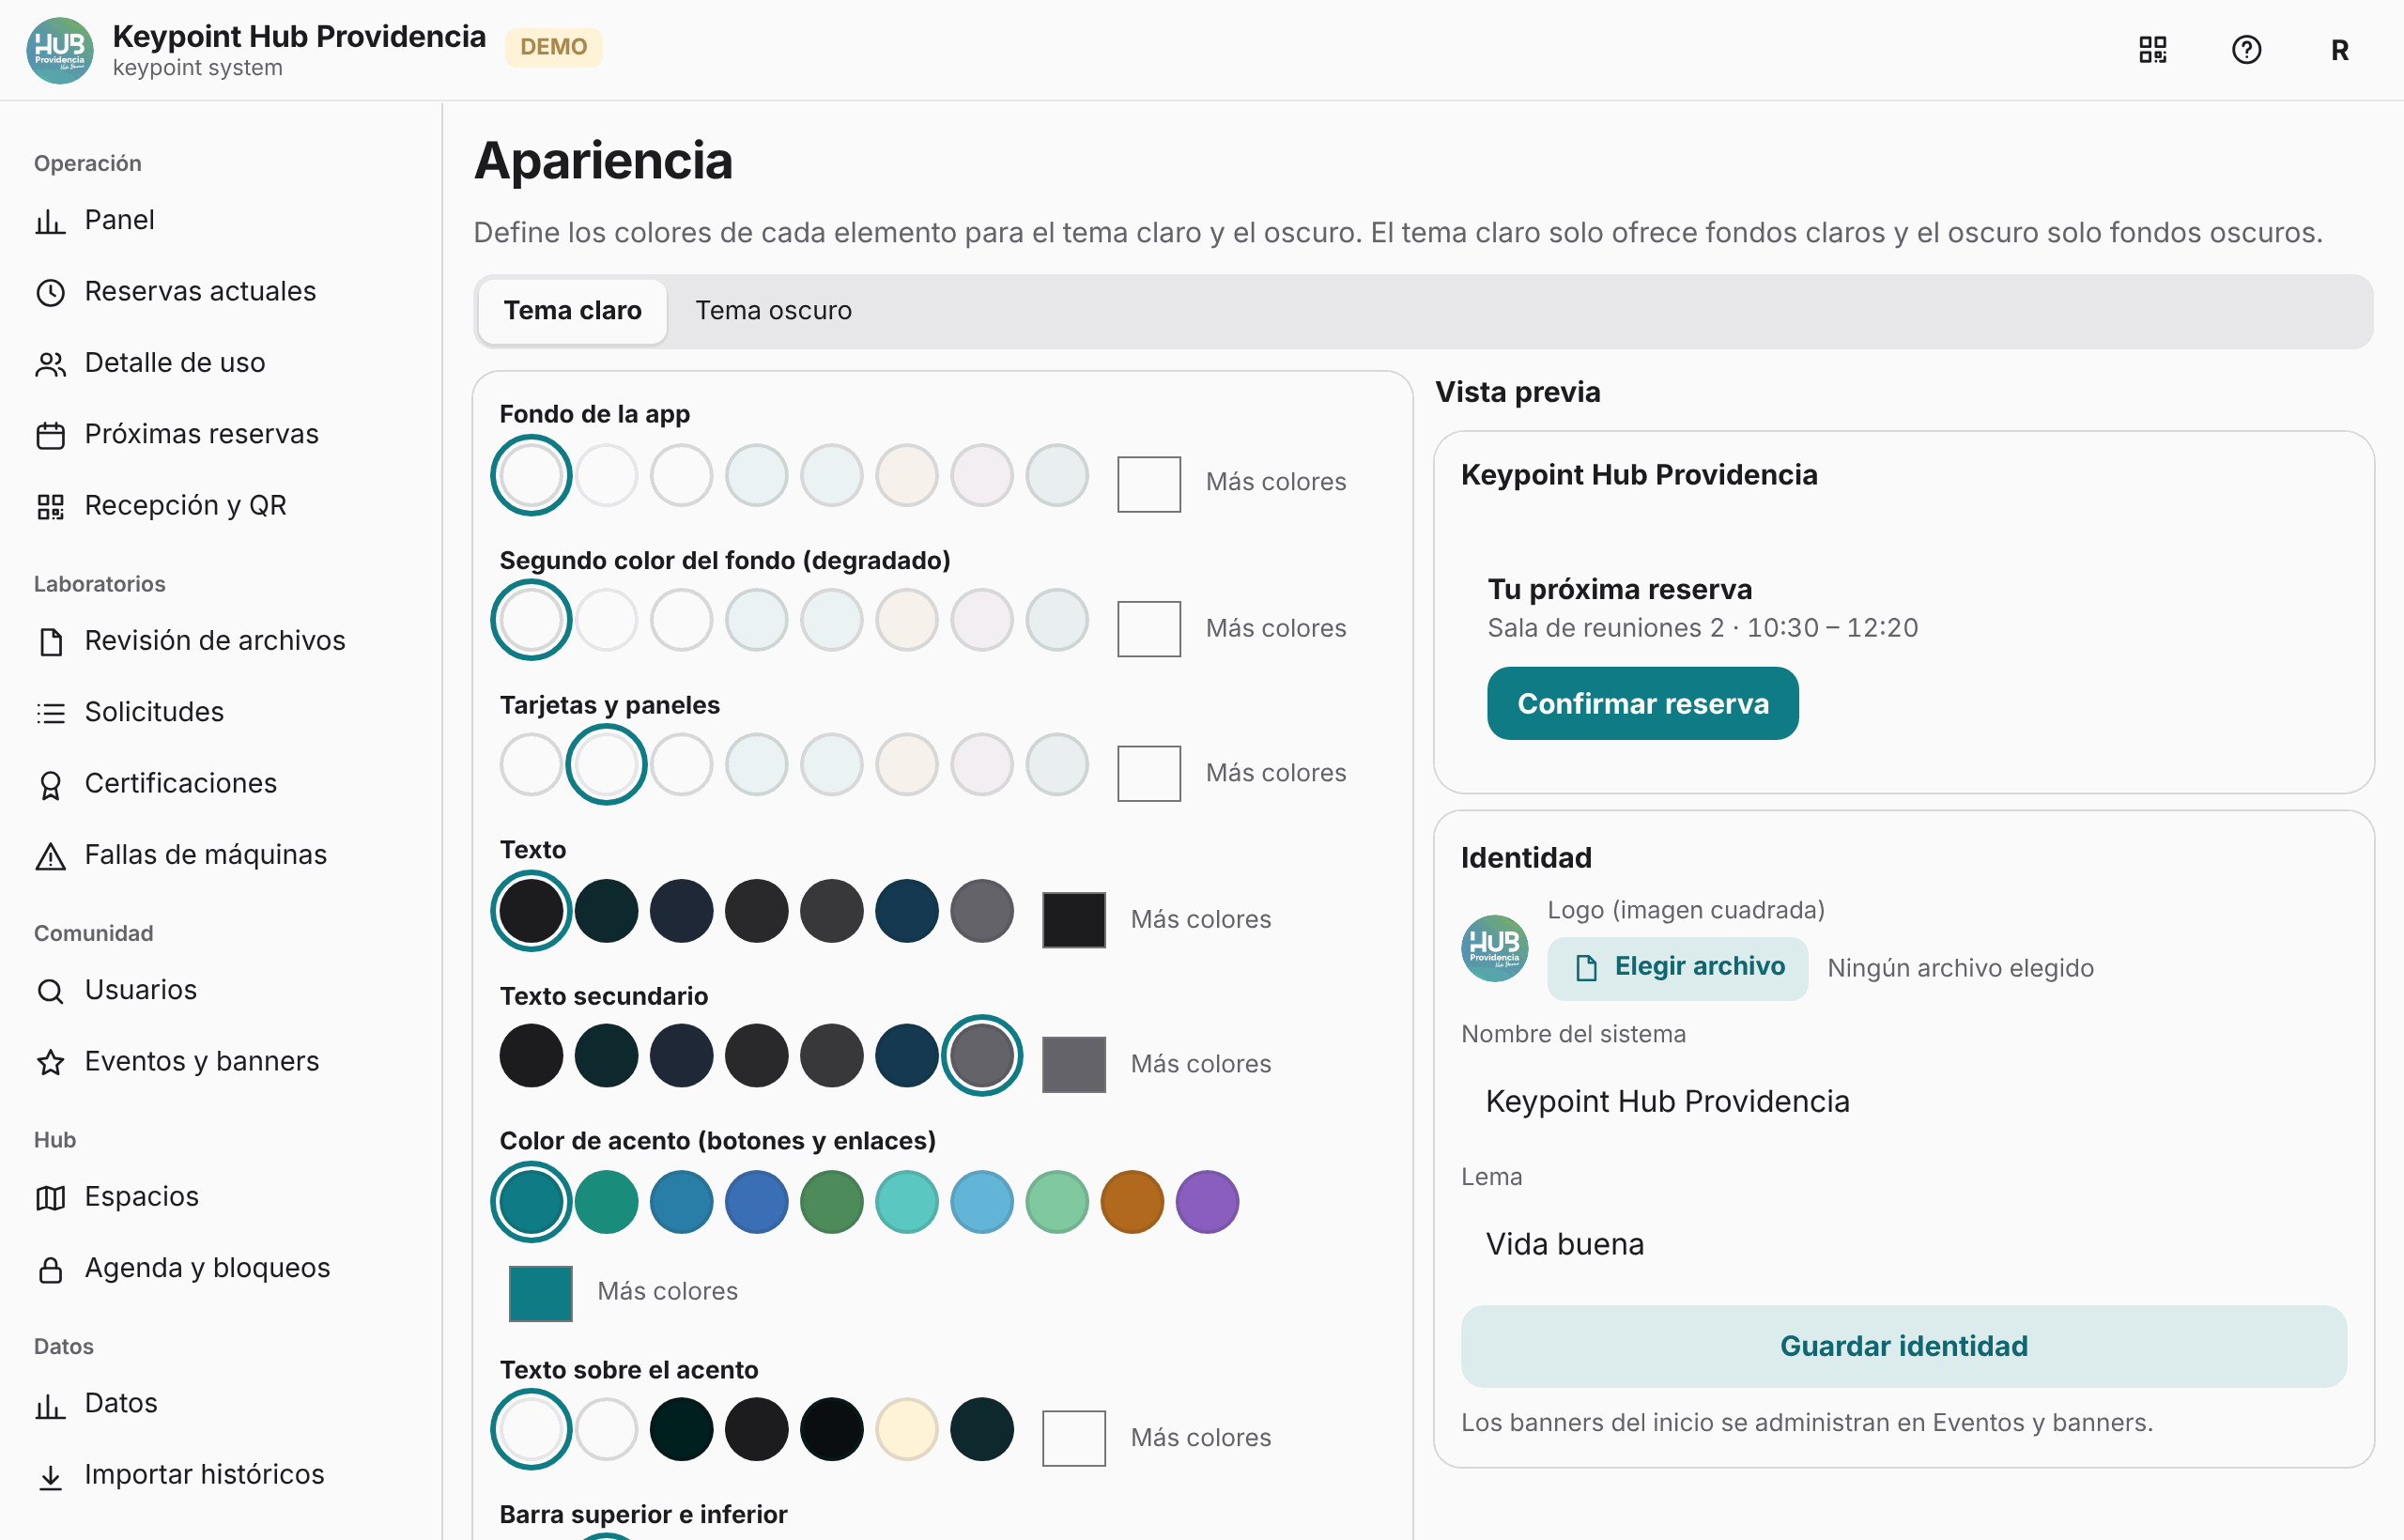 HUB
Providencia
Keypoint Hub Providencia
DEMO
keypoint system
R
Operación
Panel
Reservas actuales
Detalle de uso
Próximas reservas
Recepción y QR
Laboratorios
Revisión de archivos
Solicitudes
Certificaciones
Fallas de máquinas
Comunidad
Usuarios
Eventos y banners
Hub
Espacios
Agenda y bloqueos
Datos
Datos
Importar históricos
Apariencia
Define los colores de cada elemento para el tema claro y el oscuro. El tema claro solo ofrece fondos claros y el oscuro solo fondos oscuros.
Tema claro
Tema oscuro
Fondo de la app
Más colores
Segundo color del fondo (degradado)
Más colores
Tarjetas y paneles
Más colores
Texto
Más colores
Texto secundario
Más colores
Color de acento (botones y enlaces)
Más colores
Texto sobre el acento
Más colores
Barra superior e inferior
Vista previa
Keypoint Hub Providencia
Tu próxima reserva
Sala de reuniones 2 · 10:30 – 12:20
Confirmar reserva
Identidad
HUB
Providencia
Logo (imagen cuadrada)
Elegir archivo
Ningún archivo elegido
Nombre del sistema
Keypoint Hub Providencia
Lema
Vida buena
Guardar identidad
Los banners del inicio se administran en Eventos y banners.